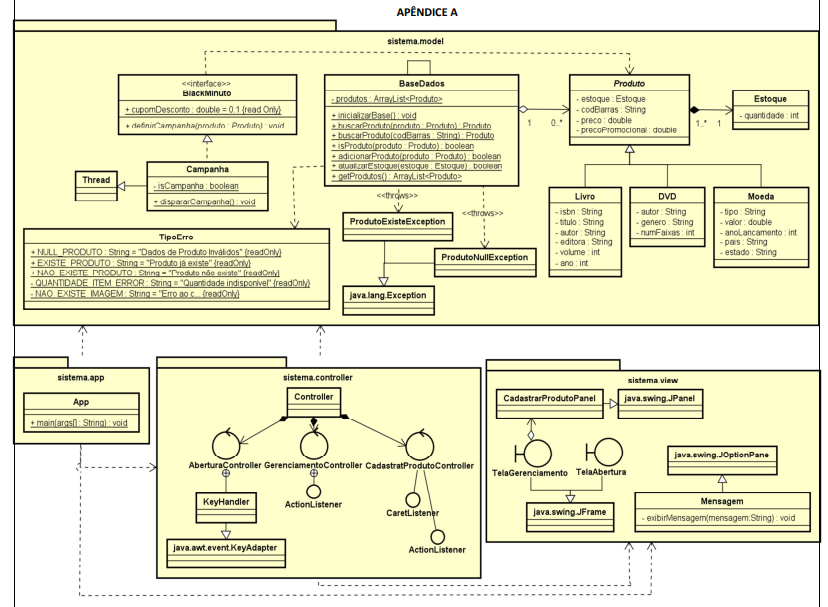 APÊNDICE A
sistema.model
<<interface>>
BlackMinuto
+ cupomDesconto : double = 0.1 {read Only}
+ definirCampanha(produto : Produto) : void
BaseDados
- produtos : ArrayList<Produto>
+ inicializarBase() : void
+ buscarProduto(produto : Produto) : Produto
+ buscarProduto(codBarras : String) : Produto
+ isProduto(produto : Produto) : boolean
+ adicionarProduto(produto : Produto) : boolean
+ atualizarEstoque(estoque : Estoque) : boolean
+ getProdutos() : ArrayList<Produto>
1
0..*
Produto
- estoque : Estoque
- codBarras : String
- preco : double
- precoPromocional : double
1..*
1
Estoque
- quantidade : int
Thread
Campanha
- isCampanha : boolean
+ dispararCampanha() : void
<<throws>>
<<throws>>
ProdutoExisteException
ProdutoNullException
java.lang.Exception
Livro
- isbn : String
- titulo : String
- autor : String
- editora : String
- volume : int
- ano : int
DVD
- autor : String
- genero : String
- numFaixas : int
Moeda
- tipo : String
- valor : double
- anoLancamento : int
- pais : String
- estado : String
TipoErro
+ NULL_PRODUTO : String = "Dados de Produto Inválidos" {readOnly}
+ EXISTE_PRODUTO : String = "Produto já existe" {readOnly}
+ NAO_EXISTE_PRODUTO : String = "Produto não existe" {readOnly}
- QUANTIDADE_ITEM_ERROR : String = "Quantidade indisponível" {readOnly}
- NAO_EXISTE_IMAGEM : String = "Erro ao c...{readOnly}
sistema.app
App
+ main(args[] : String) : void
sistema.controller
Controller
AberturaController
GerenciamentoController
CadastratProdutoController
KeyHandler
ActionListener
CaretListener
ActionListener
java.awt.event.KeyAdapter
sistema.view
CadastrarProdutoPanel
java.swing.JPanel
TelaGerenciamento
TelaAbertura
java.swing.JOptionPane
java.swing.JFrame
Mensagem
- exibirMensagem(mensagem:String) : void